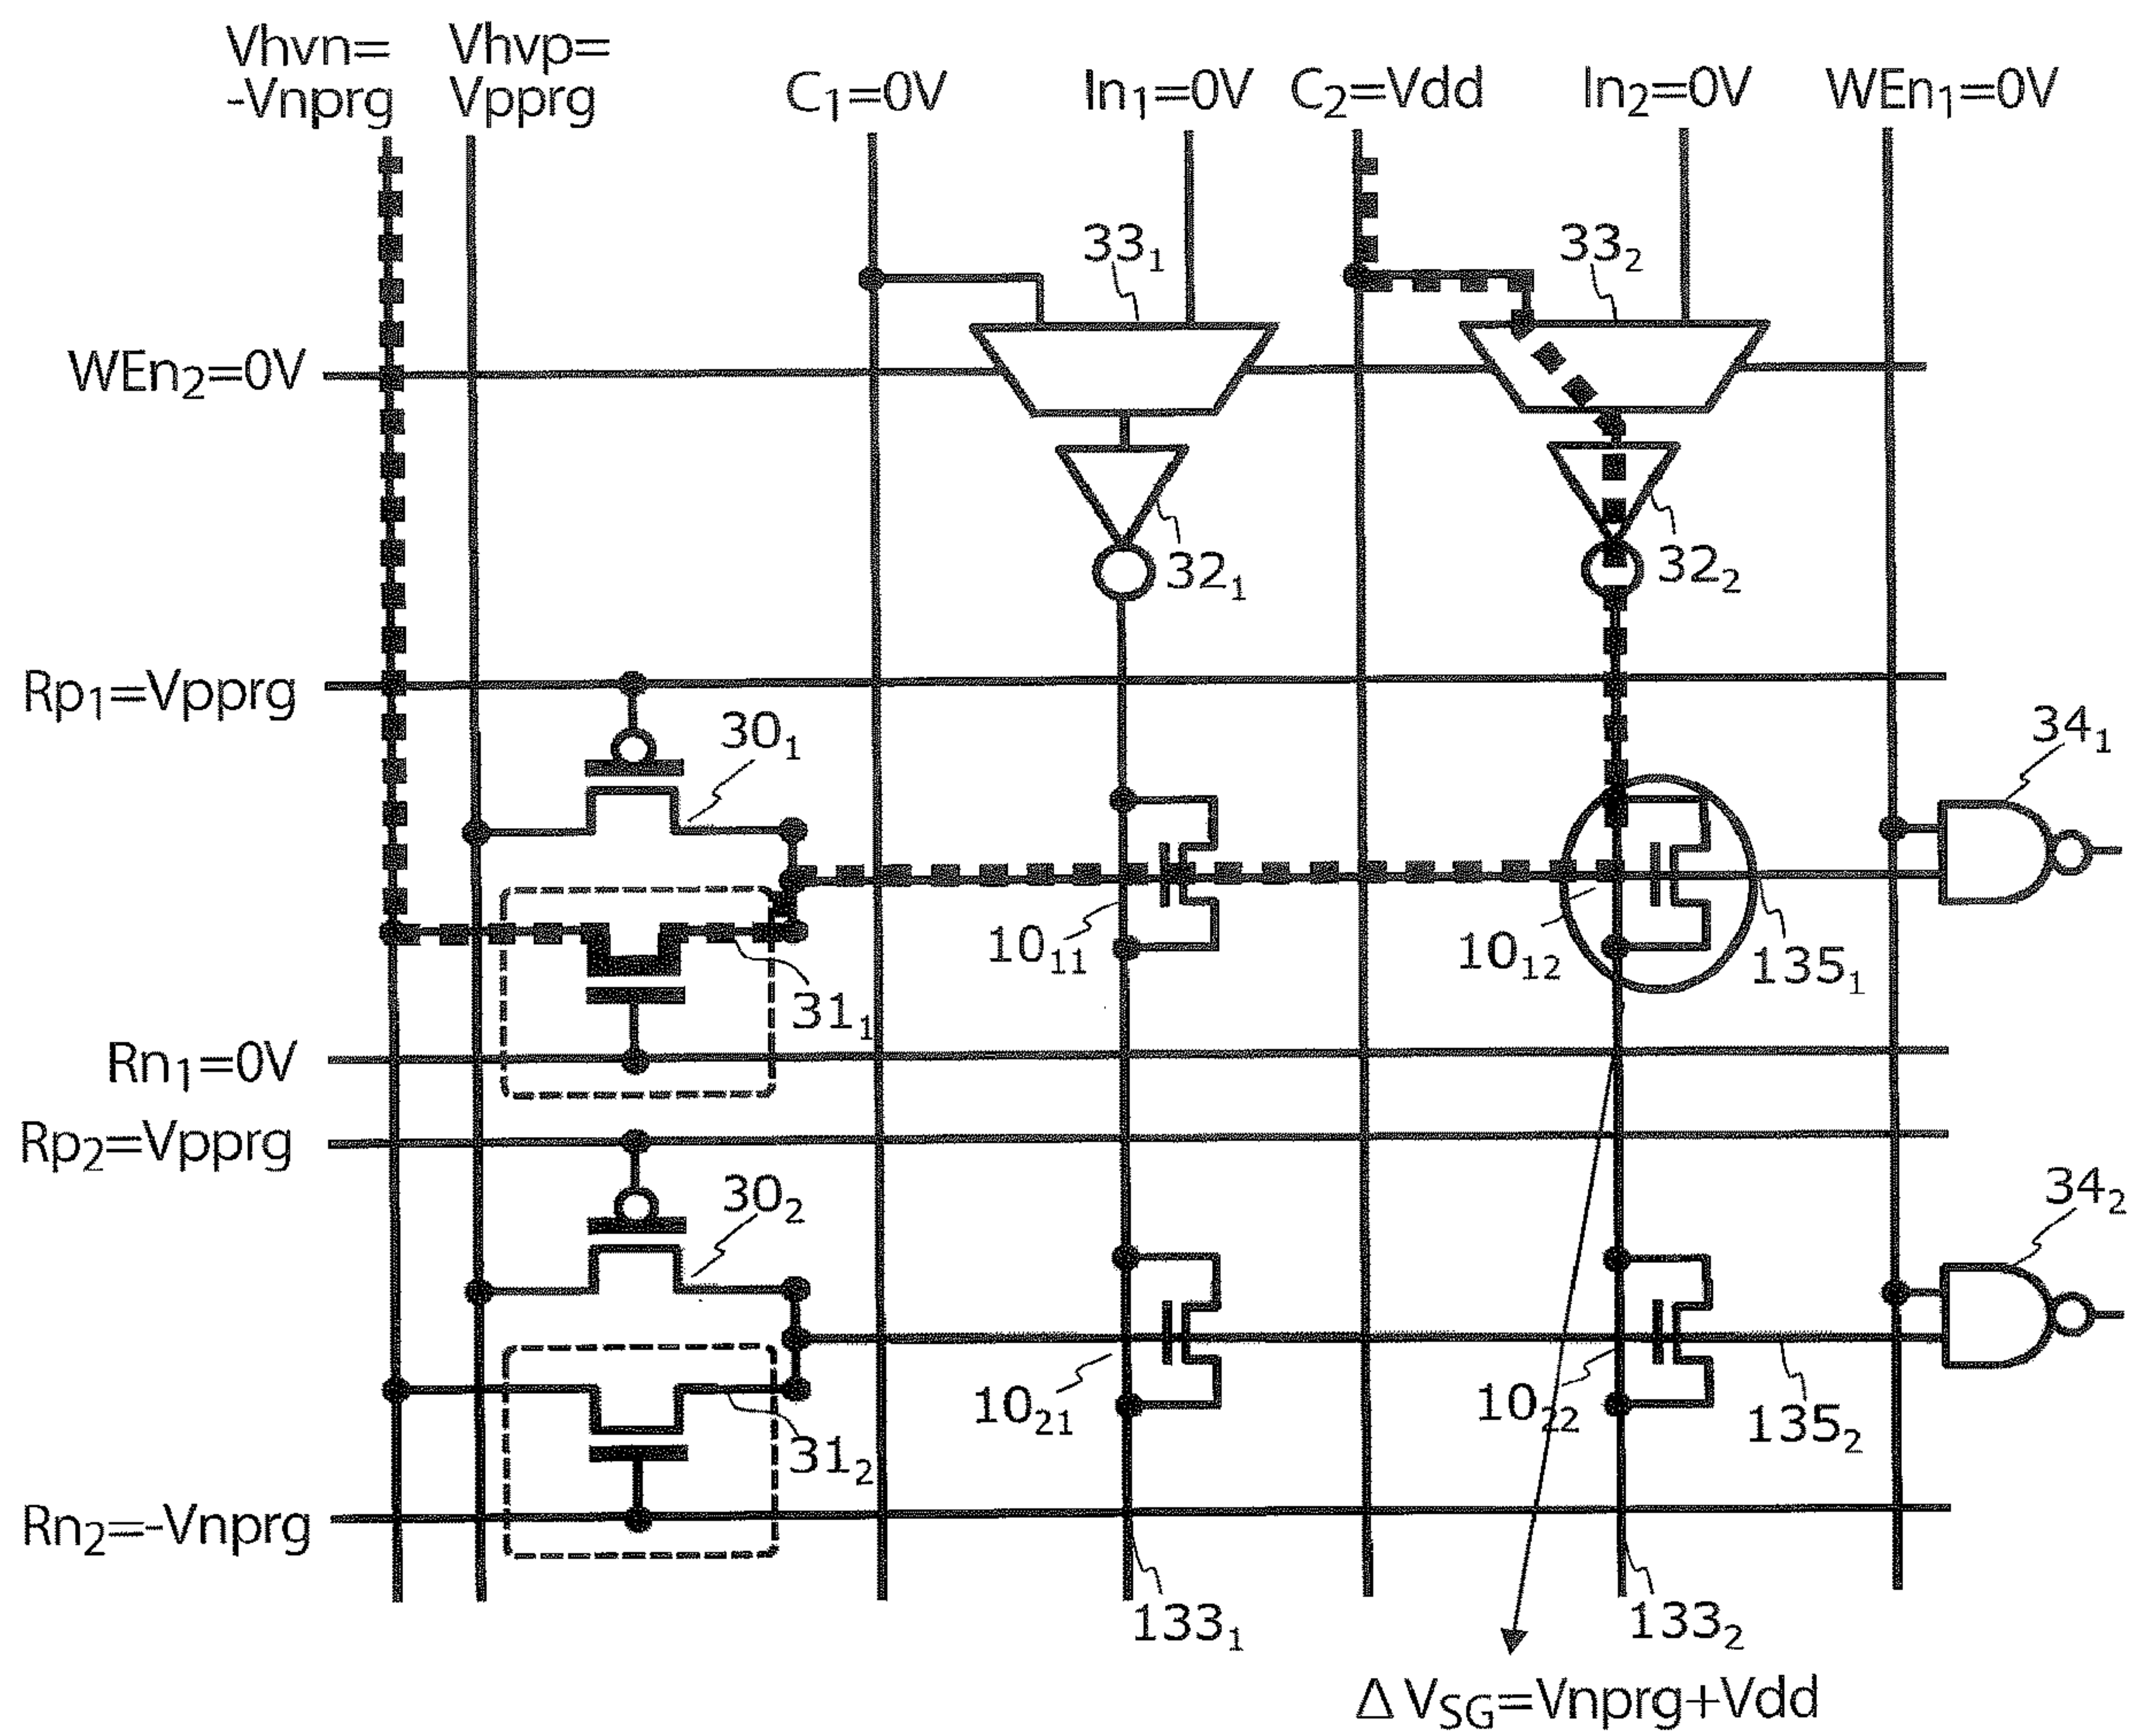 Vhvn=
-Vnprg
Vhvp=
Vpprg
C₁=0V
In₁=0V
C₂=Vdd
In₂=0V
WEn₁=0V
33₁
33₂
WEn₂=0V
32₁
32₂
Rp₁=Vpprg
30₁
34₁
10₁₁
10₁₂
135₁
31₁
Rn₁=0V
Rp₂=Vpprg
30₂
34₂
10₂₁
10₂₂
135₂
31₂
Rn₂=-Vnprg
133₁
133₂
Δ V_SG=Vnprg+Vdd